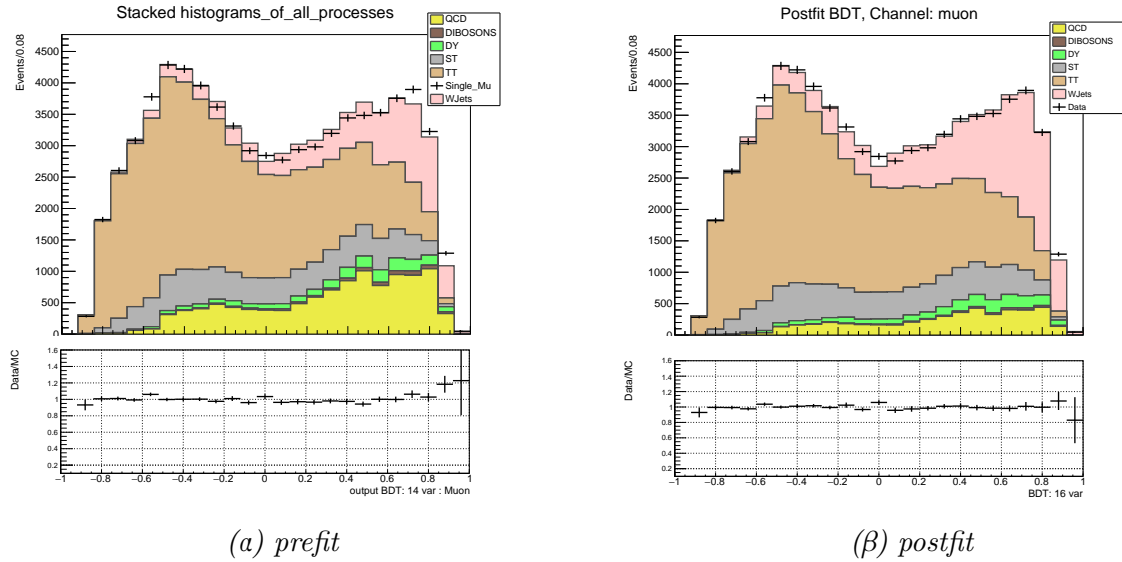 Stacked histograms_of_all_processes
Events/0.08
4500
4000
3500
3000
2500
2000
1500
1000
500
0
QCD
DIBOSONS
DY
ST
TT
Single_Mu
WJets
Data/MC
1.6
1.4
1.2
1
0.8
0.6
0.4
0.2
−1 −0.8 −0.6 −0.4 −0.2 0 0.2 0.4 0.6 0.8 1
output BDT: 14 var : Muon
(α) prefit
Postfit BDT, Channel: muon
Events/0.08
4500
4000
3500
3000
2500
2000
1500
1000
500
0
QCD
DIBOSONS
DY
ST
TT
WJets
Data
Data/MC
1.6
1.4
1.2
1
0.8
0.6
0.4
0.2
−1 −0.8 −0.6 −0.4 −0.2 0 0.2 0.4 0.6 0.8 1
BDT: 16 var
(β) postfit